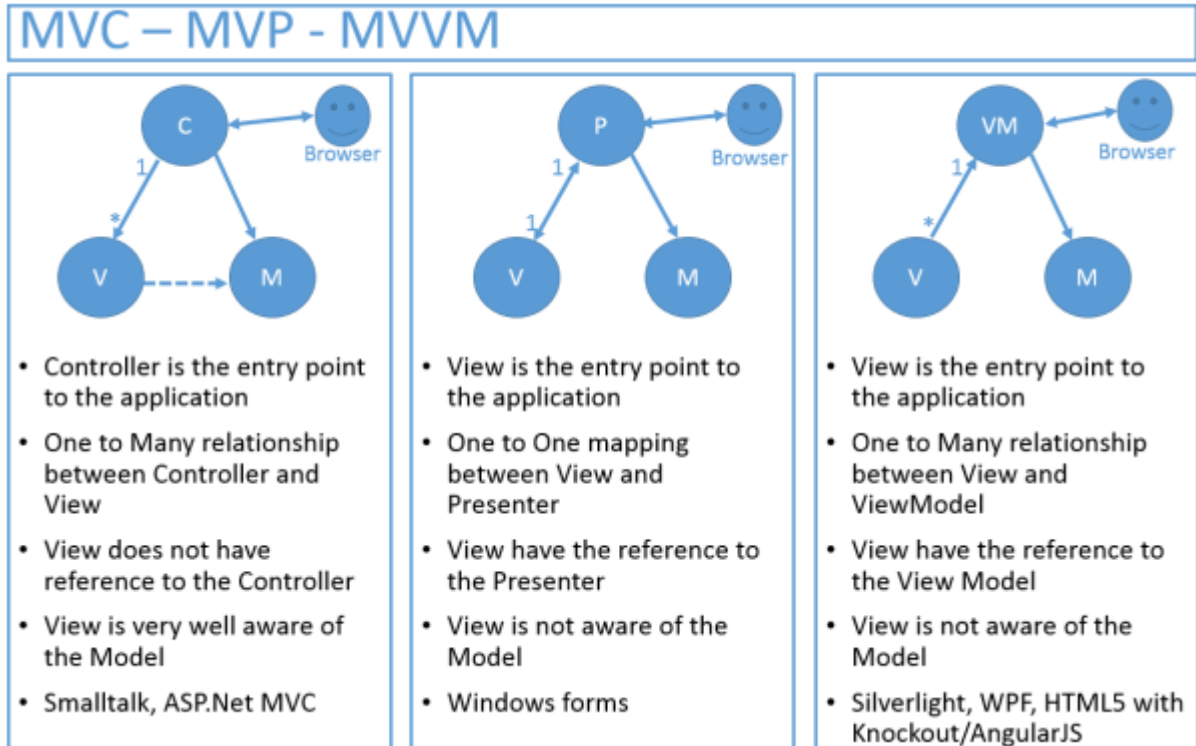 MVC – MVP - MVVM
C
Browser
1
*
V
M
• Controller is the entry point
to the application
• One to Many relationship
between Controller and
View
• View does not have
reference to the Controller
• View is very well aware of
the Model
• Smalltalk, ASP.Net MVC
P
Browser
1
1
V
M
• View is the entry point to
the application
• One to One mapping
between View and
Presenter
• View have the reference to
the Presenter
• View is not aware of the
Model
• Windows forms
VM
Browser
1
*
V
M
• View is the entry point to
the application
• One to Many relationship
between View and
ViewModel
• View have the reference to
the View Model
• View is not aware of the
Model
• Silverlight, WPF, HTML5 with
Knockout/AngularJS